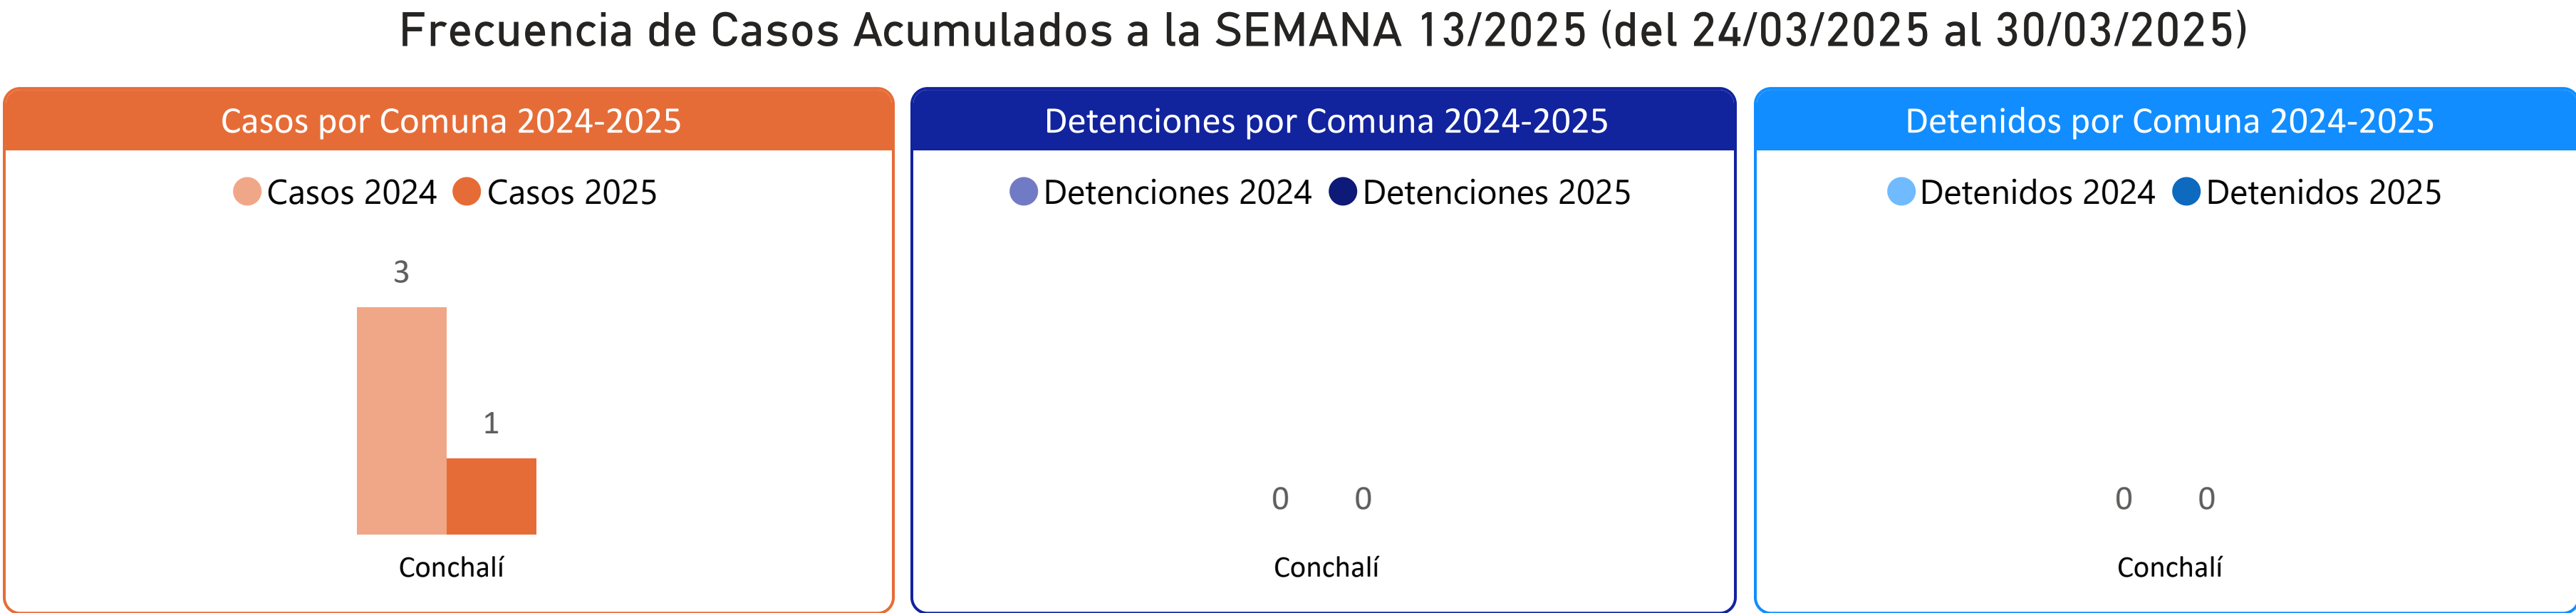 Frecuencia de Casos Acumulados a la SEMANA 13/2025 (del 24/03/2025 al 30/03/2025)
Casos por Comuna 2024-2025
Casos 2024 Casos 2025
3
1
Conchalí
Detenciones por Comuna 2024-2025
Detenciones 2024 Detenciones 2025
0 0
Conchalí
Detenidos por Comuna 2024-2025
Detenidos 2024 Detenidos 2025
0 0
Conchalí